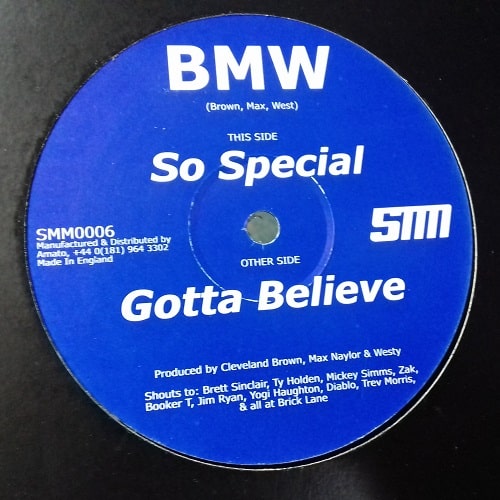 BMW
(Brown, Max, West)
THIS SIDE
So Special
SMM0006
Manufactured & Distributed by
Amato, +44 0(181) 964 3302
Made In England
STM
OTHER SIDE
Gotta Believe
Produced by Cleveland Brown, Max Naylor & Westy
Shouts to: Brett Sinclair, Ty Holden, Mickey Simms, Zak,
Booker T, Jim Ryan, Yogi Haughton, Diablo, Trev Morris,
& all at Brick Lane